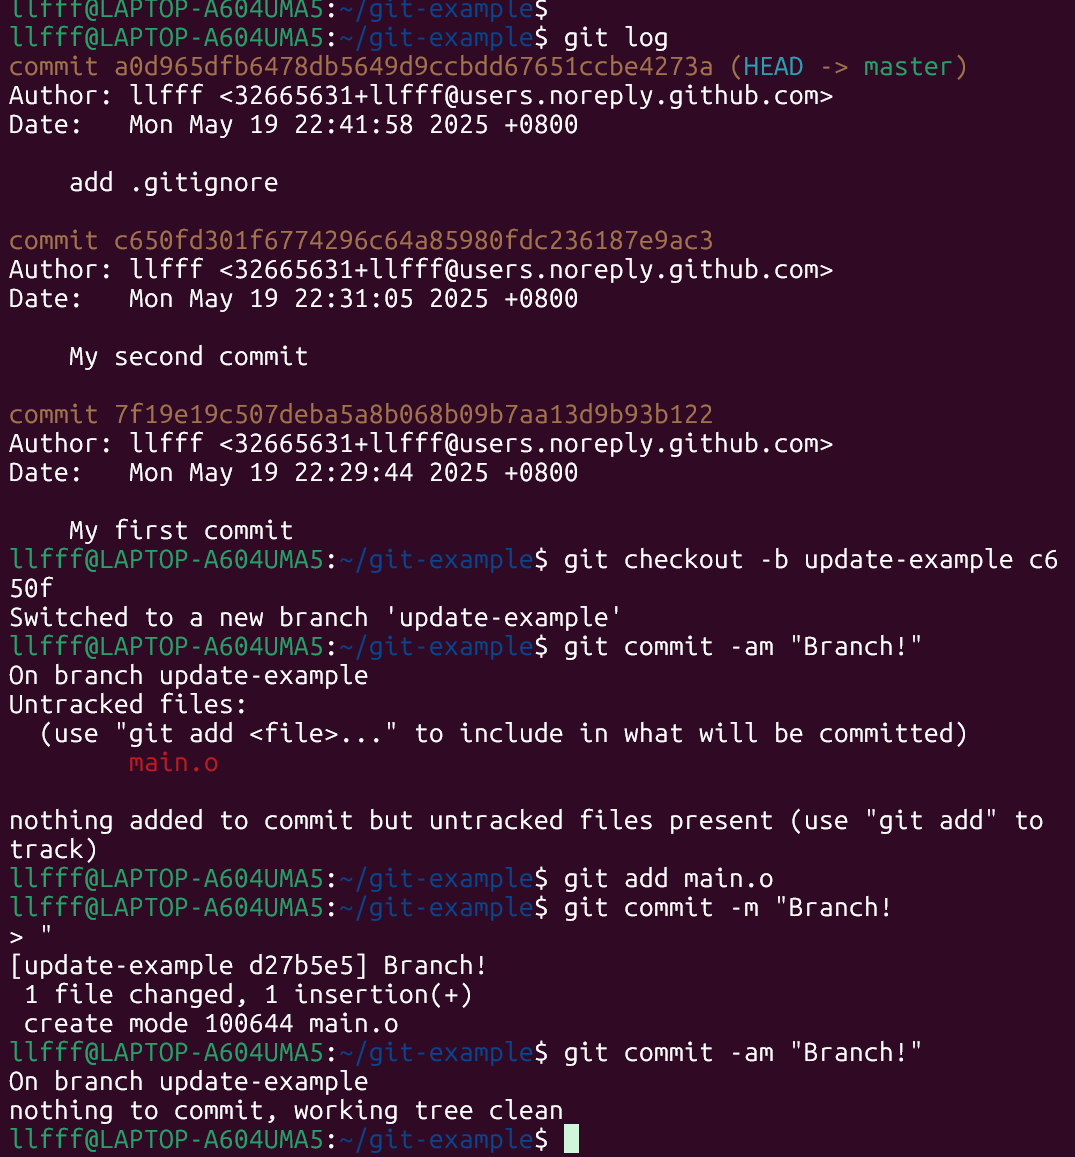 llfff@LAPTOP-A604UMA5:~/git-example$
llfff@LAPTOP-A604UMA5:~/git-example$ git log
commit a0d965dfb6478db5649d9ccbdd67651ccbe4273a (HEAD -> master)
Author: llfff <32665631+llfff@users.noreply.github.com>
Date:   Mon May 19 22:41:58 2025 +0800
    add .gitignore
commit c650fd301f6774296c64a85980fdc236187e9ac3
Author: llfff <32665631+llfff@users.noreply.github.com>
Date:   Mon May 19 22:31:05 2025 +0800
    My second commit
commit 7f19e19c507deba5a8b068b09b7aa13d9b93b122
Author: llfff <32665631+llfff@users.noreply.github.com>
Date:   Mon May 19 22:29:44 2025 +0800
    My first commit
llfff@LAPTOP-A604UMA5:~/git-example$ git checkout -b update-example c6
50f
Switched to a new branch 'update-example'
llfff@LAPTOP-A604UMA5:~/git-example$ git commit -am "Branch!"
On branch update-example
Untracked files:
  (use "git add <file>..." to include in what will be committed)
        main.o
nothing added to commit but untracked files present (use "git add" to
track)
llfff@LAPTOP-A604UMA5:~/git-example$ git add main.o
llfff@LAPTOP-A604UMA5:~/git-example$ git commit -m "Branch!
> "
[update-example d27b5e5] Branch!
 1 file changed, 1 insertion(+)
 create mode 100644 main.o
llfff@LAPTOP-A604UMA5:~/git-example$ git commit -am "Branch!"
On branch update-example
nothing to commit, working tree clean
llfff@LAPTOP-A604UMA5:~/git-example$